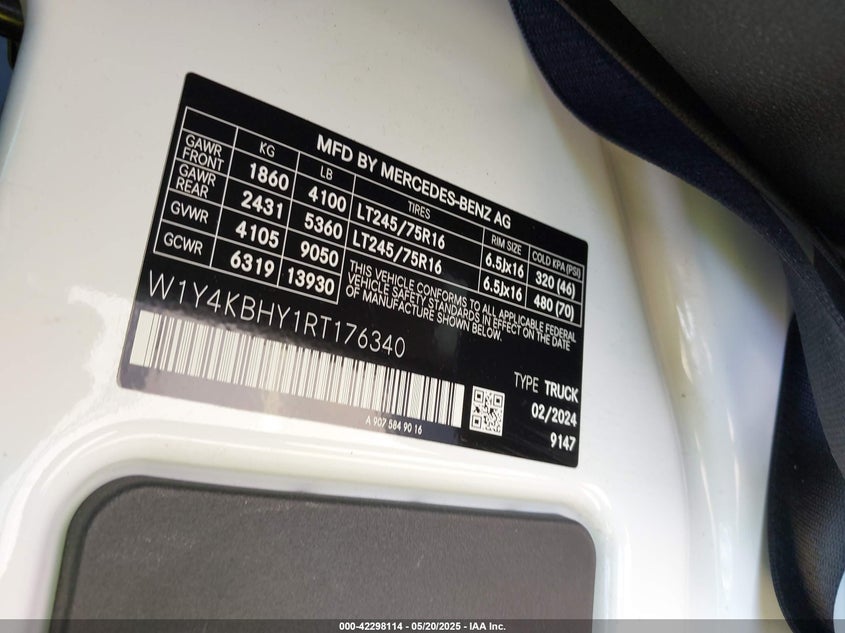 MFD BY MERCEDES-BENZ AG
KG LB TIRES RIM SIZE COLD KPA (PSI)
GAWR FRONT 1860 4100 LT245/75R16 6.5Jx16 320 (46)
GAWR REAR 2431 5360 LT245/75R16 6.5Jx16 480 (70)
GVWR 4105 9050
GCWR 6319 13930
THIS VEHICLE CONFORMS TO ALL APPLICABLE FEDERAL
VEHICLE SAFETY STANDARDS IN EFFECT ON THE DATE
OF MANUFACTURE SHOWN BELOW.
W1Y4KBHY1RT176340
TYPE TRUCK
02/2024
9147
A 907 584 90 16
000-42298114 - 05/20/2025 - IAA Inc.